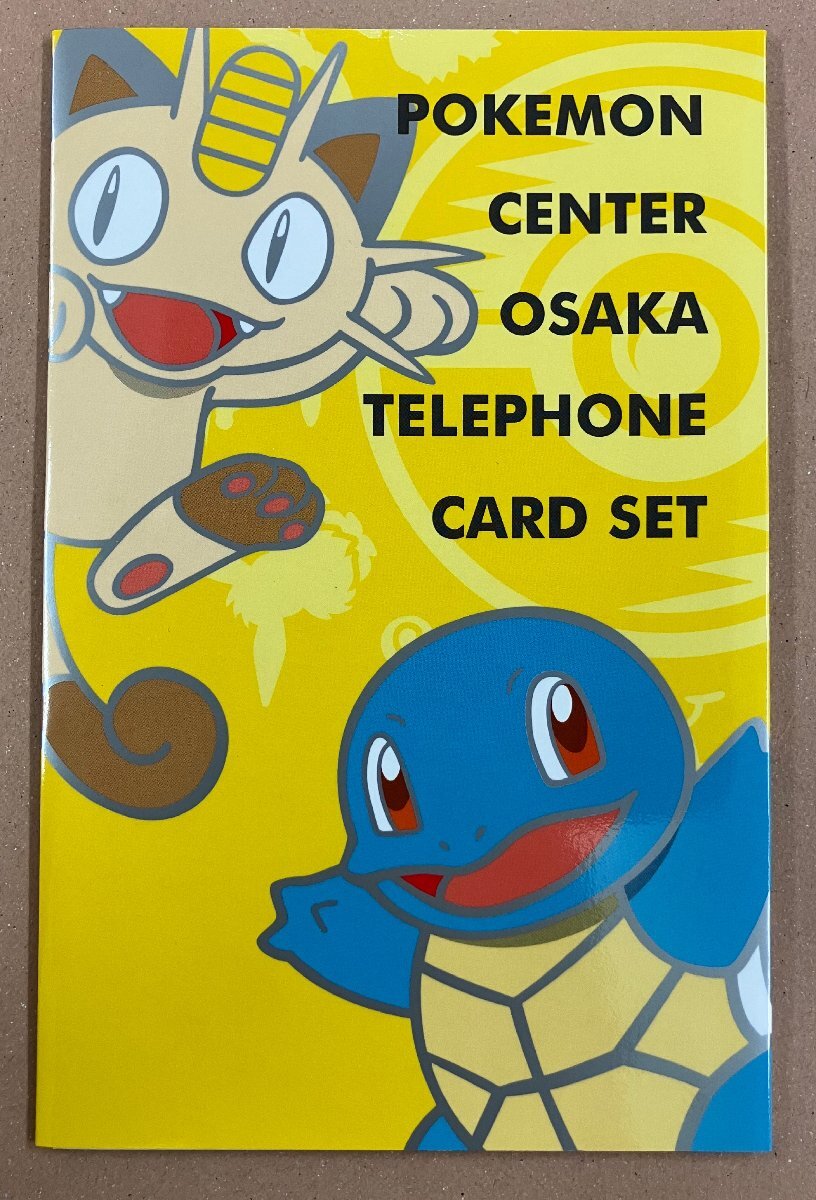 POKEMON
CENTER
OSAKA
TELEPHONE
CARD SET